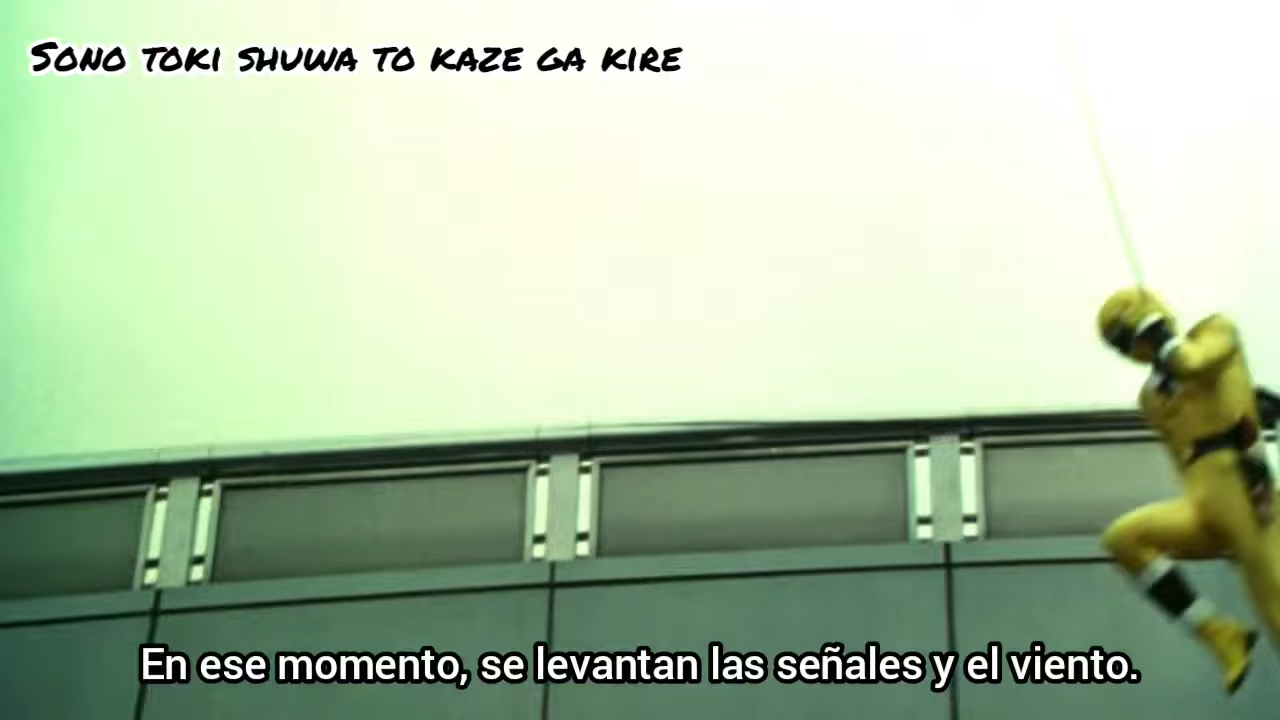 Sono toki shuwa to kaze ga kire
En ese momento, se levantan las señales y el viento.